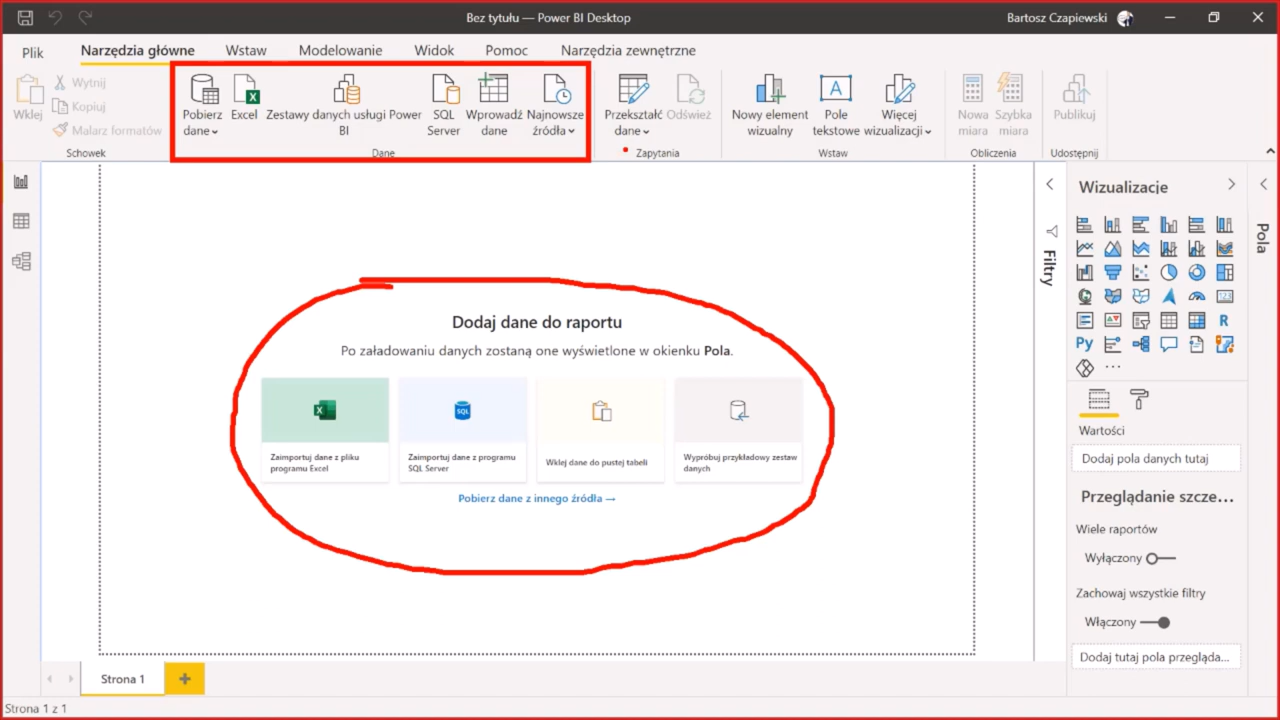 Bez tytułu — Power BI Desktop
Bartosz Czapiewski
Plik
Narzędzia główne
Wstaw
Modelowanie
Widok
Pomoc
Narzędzia zewnętrzne
Wklej
Wytnij
Kopiuj
Malarz formatów
Schowek
Pobierz
dane
Excel
Zestawy danych usługi Power
BI
SQL
Server
Wprowadź
dane
Najnowsze
źródła
Dane
Przekształć
dane
Odśwież
Zapytania
Nowy element
wizualny
Pole
tekstowe
Więcej
wizualizacji
Wstaw
Nowa
miara
Szybka
miara
Obliczenia
Publikuj
Udostępnij
Dodaj dane do raportu
Po załadowaniu danych zostaną one wyświetlone w okienku Pola.
Zaimportuj dane z pliku
programu Excel
SQL
Zaimportuj dane z programu
SQL Server
Wklej dane do pustej tabeli
Wypróbuj przykładowy zestaw
danych
Pobierz dane z innego źródła →
Filtry
Wizualizacje
R
Py
...
Wartości
Dodaj pola danych tutaj
Przeglądanie szcze...
Wiele raportów
Wyłączony
Zachowaj wszystkie filtry
Włączony
Dodaj tutaj pola przegląda...
Pola
Strona 1
Strona 1 z 1